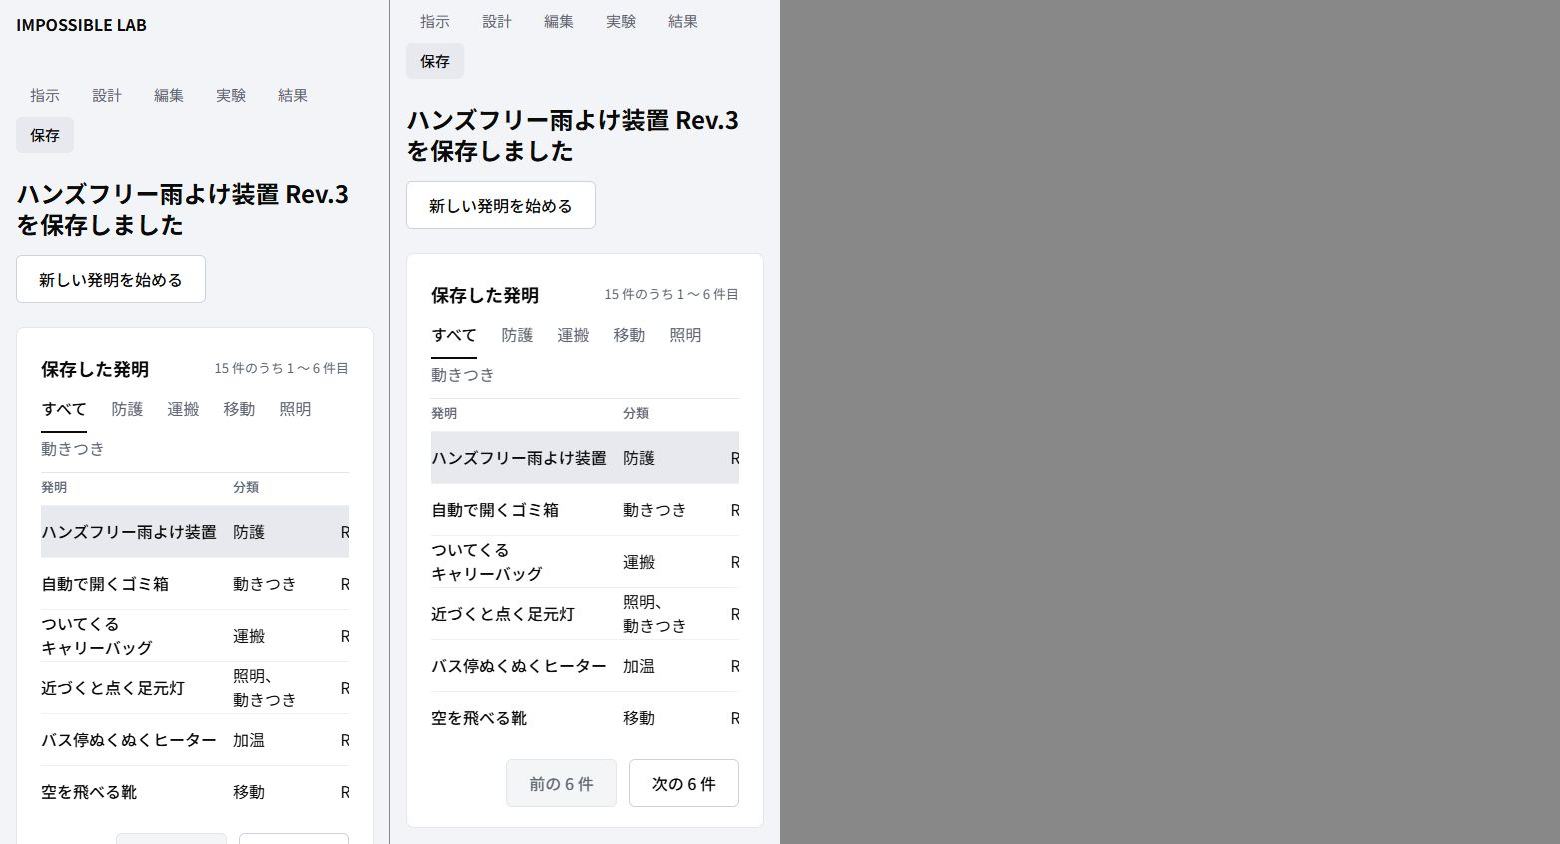 IMPOSSIBLE LAB
指示 設計 編集 実験 結果
保存
ハンズフリー雨よけ装置 Rev.3
を保存しました
新しい発明を始める
保存した発明 15 件のうち 1 〜 6 件目
すべて 防護 運搬 移動 照明
動きつき
発明 分類
ハンズフリー雨よけ装置 防護 R
自動で開くゴミ箱 動きつき R
ついてくる
キャリーバッグ 運搬 R
近づくと点く足元灯 照明、
動きつき R
バス停ぬくぬくヒーター 加温 R
空を飛べる靴 移動 R
指示 設計 編集 実験 結果
保存
ハンズフリー雨よけ装置 Rev.3
を保存しました
新しい発明を始める
保存した発明 15 件のうち 1 〜 6 件目
すべて 防護 運搬 移動 照明
動きつき
発明 分類
ハンズフリー雨よけ装置 防護 R
自動で開くゴミ箱 動きつき R
ついてくる
キャリーバッグ 運搬 R
近づくと点く足元灯 照明、
動きつき R
バス停ぬくぬくヒーター 加温 R
空を飛べる靴 移動 R
前の 6 件 次の 6 件